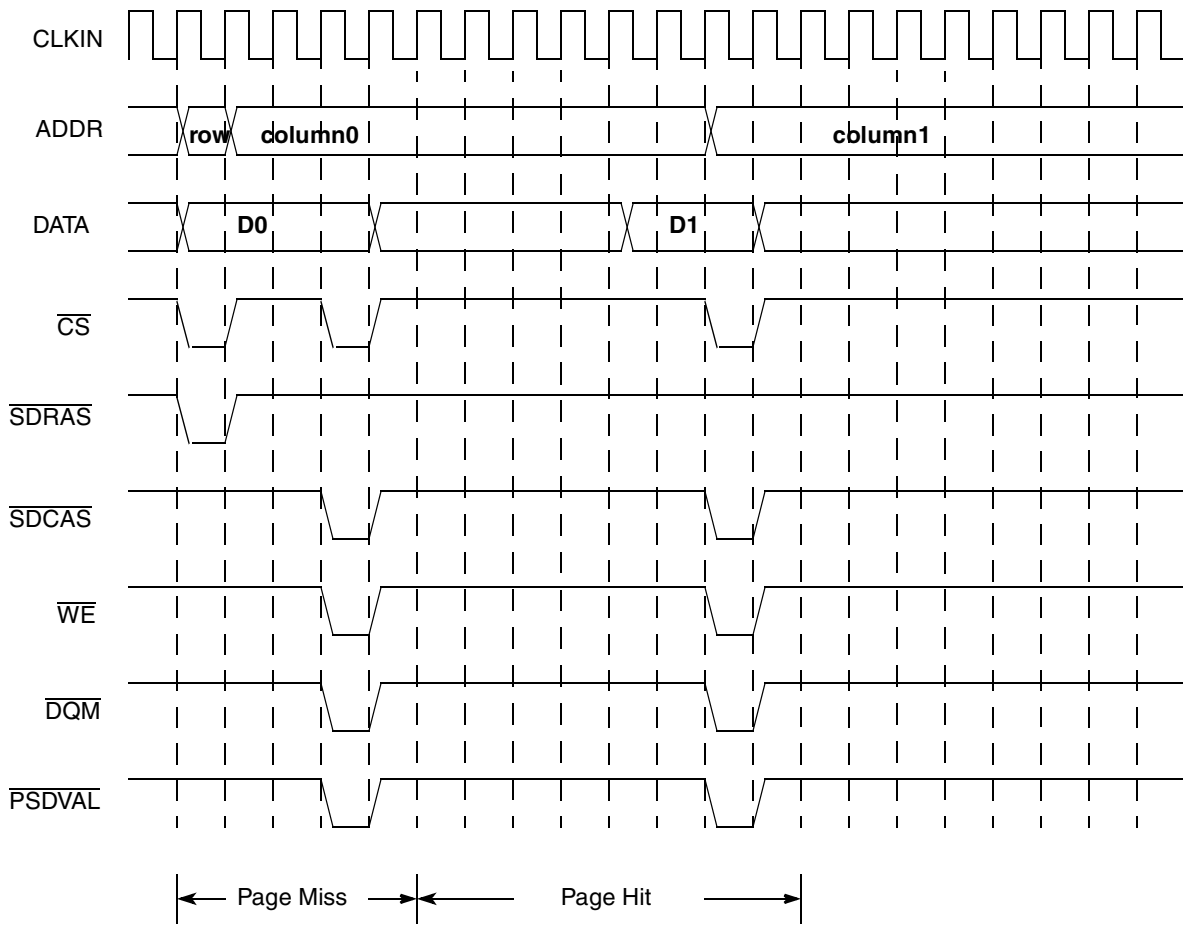 CLKIN
ADDR row column0 column1
DATA D0 D1
CS
SDRAS
SDCAS
WE
DQM
PSDVAL
Page Miss Page Hit